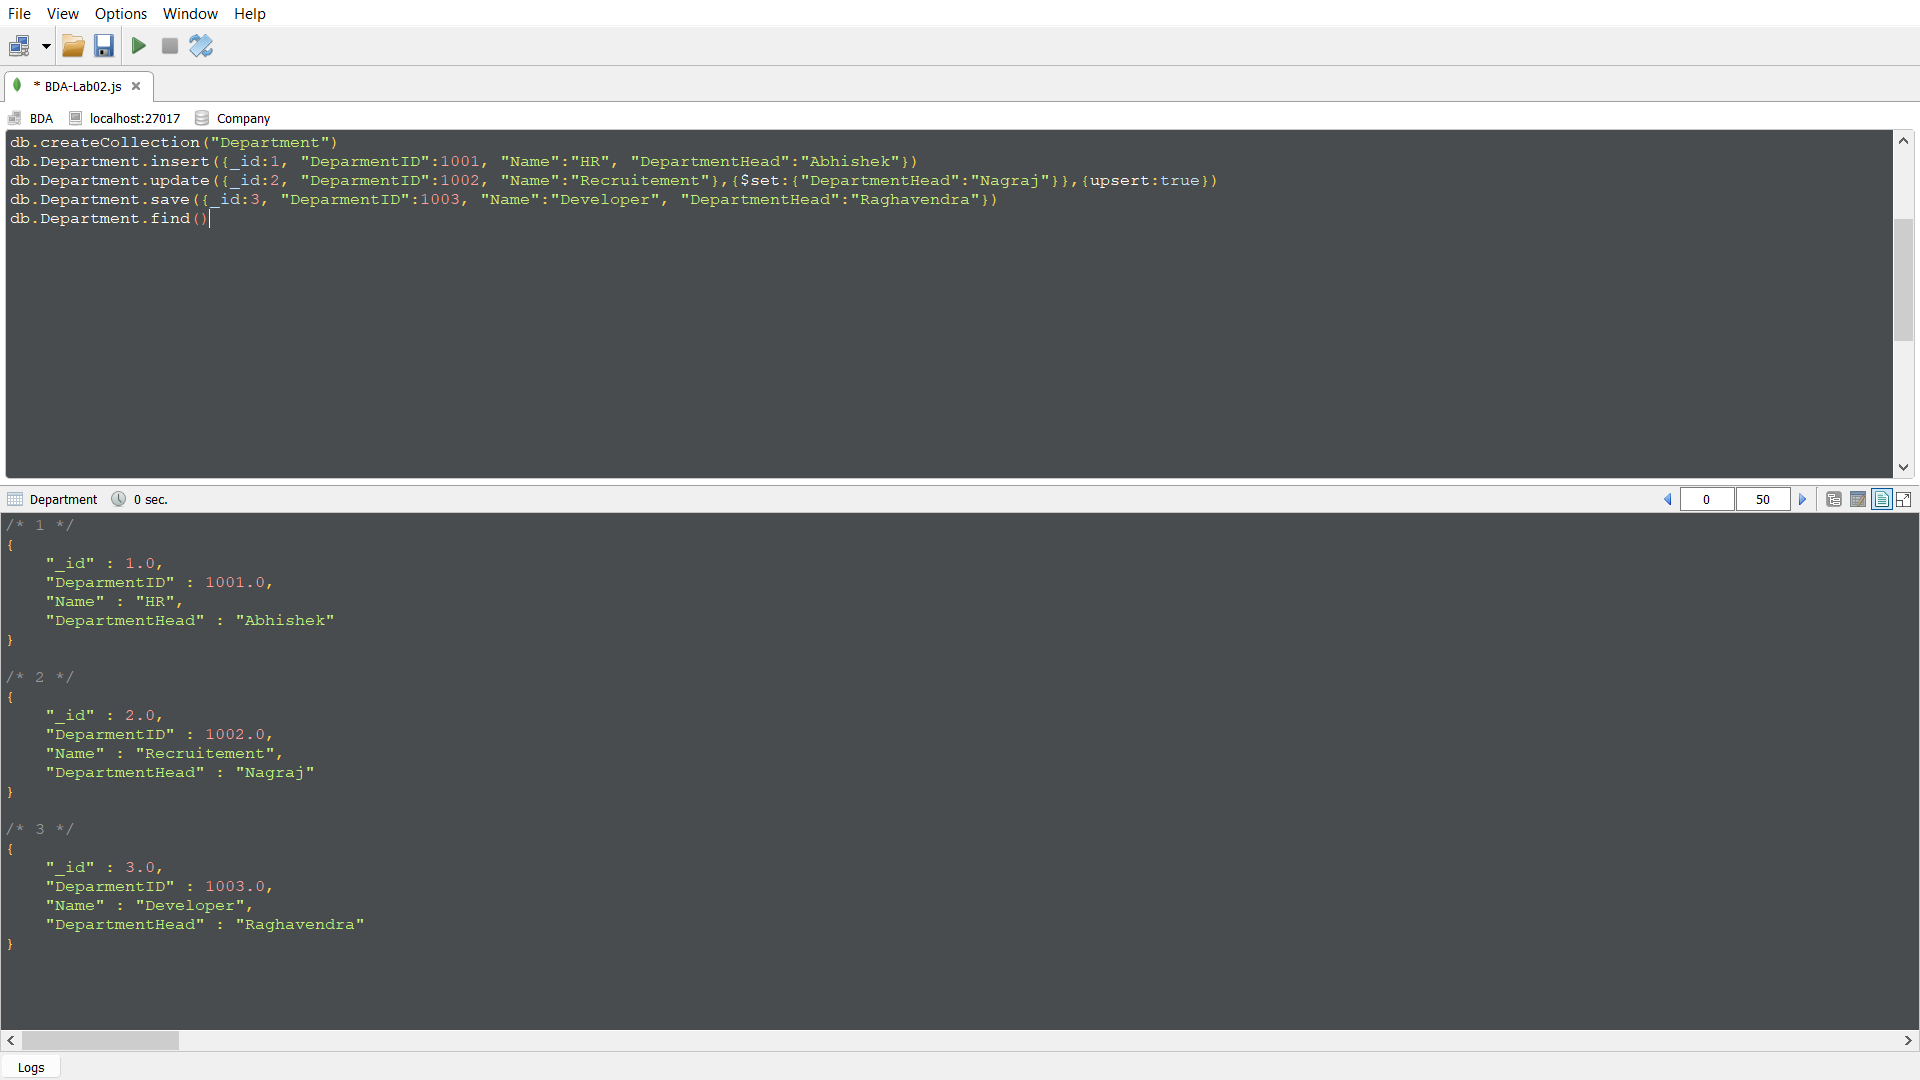 File View Options Window Help
* BDA-Lab02.js
BDA localhost:27017 Company
db.createCollection("Department")
db.Department.insert({_id:1, "DeparmentID":1001, "Name":"HR", "DepartmentHead":"Abhishek"})
db.Department.update({_id:2, "DeparmentID":1002, "Name":"Recruitement"},{$set:{"DepartmentHead":"Nagraj"}},{upsert:true})
db.Department.save({_id:3, "DeparmentID":1003, "Name":"Developer", "DepartmentHead":"Raghavendra"})
db.Department.find()
Department 0 sec. 0 50
/* 1 */
{
    "_id" : 1.0,
    "DeparmentID" : 1001.0,
    "Name" : "HR",
    "DepartmentHead" : "Abhishek"
}
/* 2 */
{
    "_id" : 2.0,
    "DeparmentID" : 1002.0,
    "Name" : "Recruitement",
    "DepartmentHead" : "Nagraj"
}
/* 3 */
{
    "_id" : 3.0,
    "DeparmentID" : 1003.0,
    "Name" : "Developer",
    "DepartmentHead" : "Raghavendra"
}
Logs